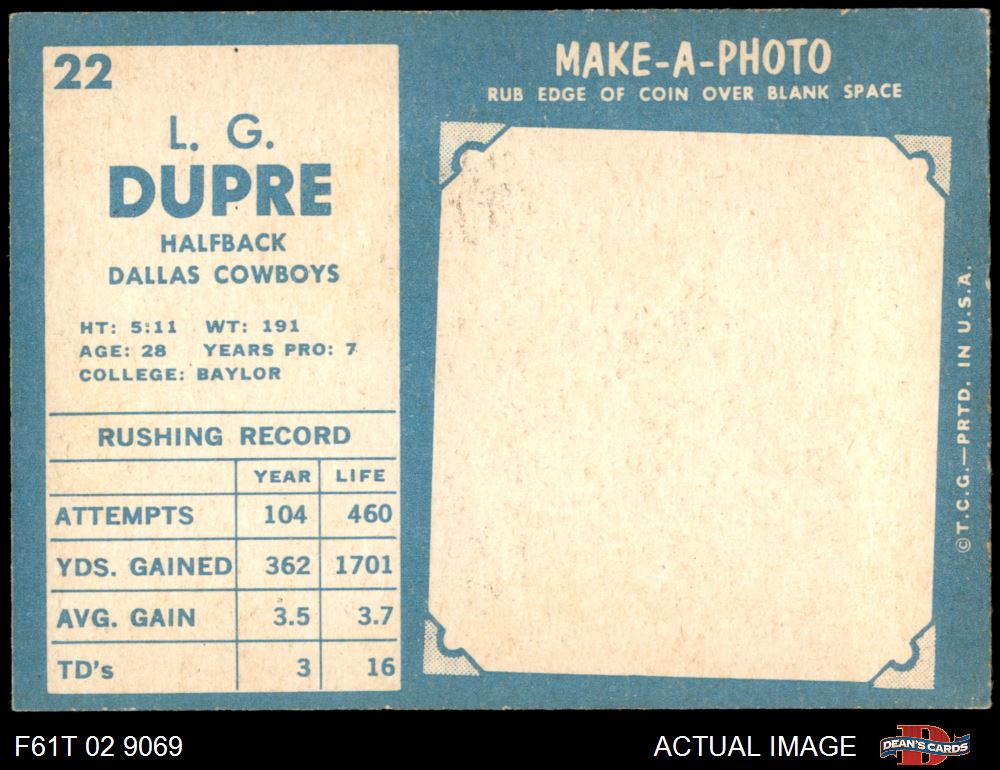 22
L. G.
DUPRE
HALFBACK
DALLAS COWBOYS
HT: 5:11 WT: 191
AGE: 28 YEARS PRO: 7
COLLEGE: BAYLOR
RUSHING RECORD
YEAR LIFE
ATTEMPTS 104 460
YDS. GAINED 362 1701
AVG. GAIN 3.5 3.7
TD's 3 16
MAKE-A-PHOTO
RUB EDGE OF COIN OVER BLANK SPACE
©T.C.G.—PRTD. IN U.S.A.
F61T 02 9069
ACTUAL IMAGE
D
DEAN'S CARDS